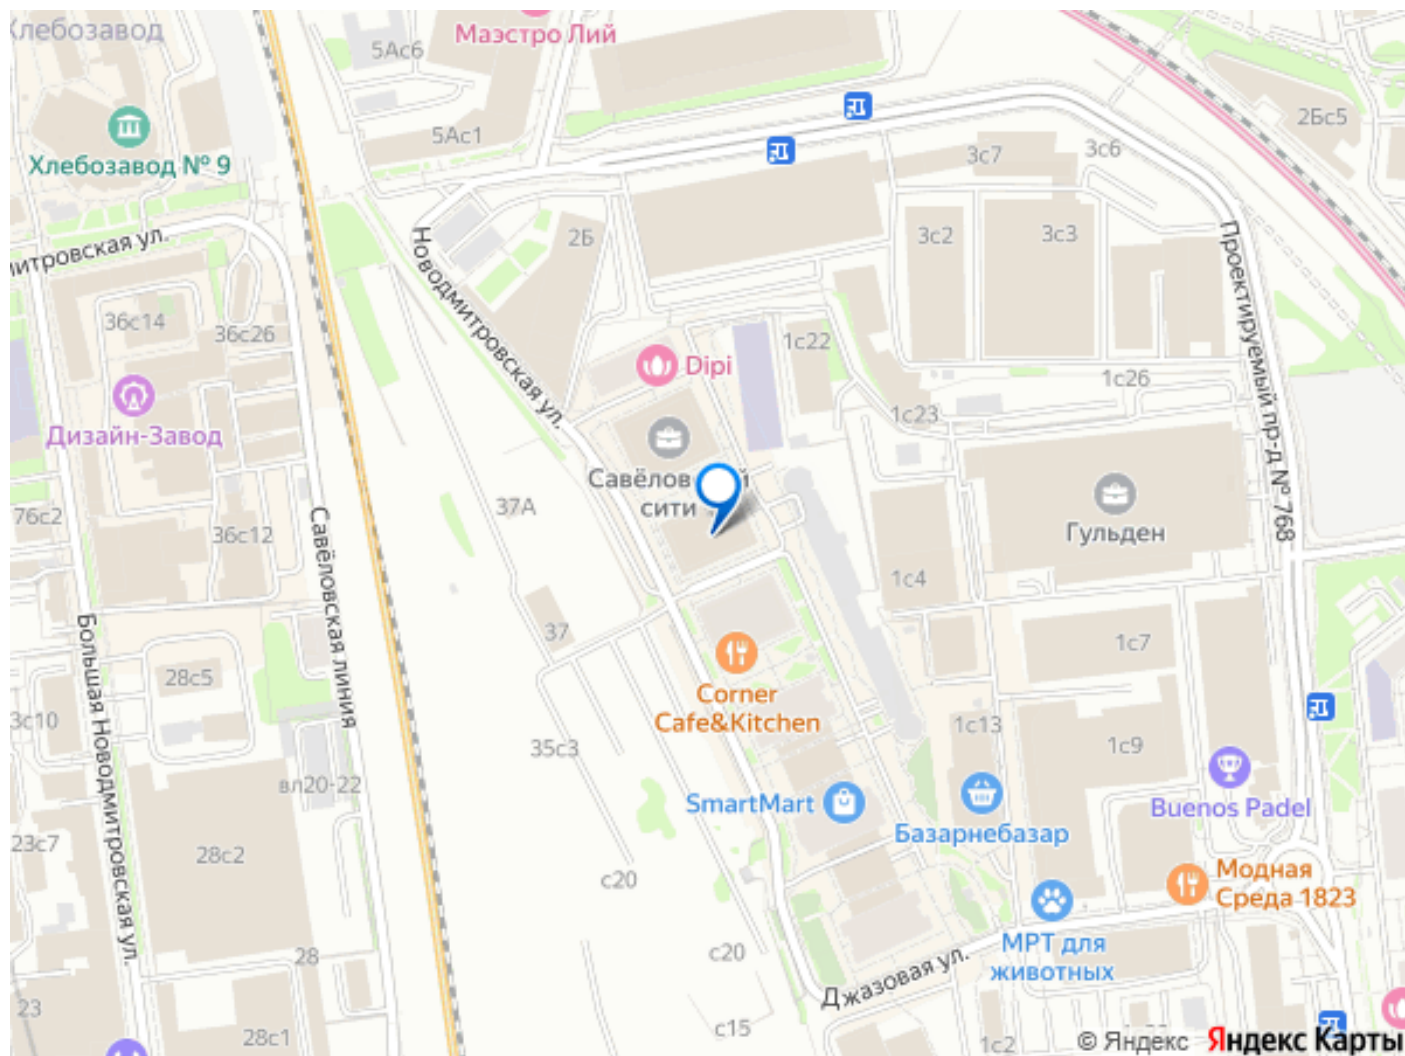 Хлебозавод
Маэстро Лий
5Ас6
5Ас1
2Бс5
Хлебозавод № 9
3с7
3с6
3с2
3с3
2Б
митровская ул.
Новодмитровская ул.
Проектируемый пр-д № 768
36с14
36с26
1с22
Dipi
1с26
1с23
Дизайн-Завод
Савёлов
й
сити
37А
Гульден
76с2
36с12
1с4
Савёловская линия
37
1с7
Большая Новодмитровская ул.
28с5
Corner
Cafe&Kitchen
3с10
35с3
1с13
1с9
вл20-22
SmartMart
Базарнебазар
Buenos Padel
23с7
28с2
с20
Модная
Среда 1823
МРТ для
животных
с20
28
Джазовая ул.
23
28с1
с15
1с2
© Яндекс Яндекс Карты